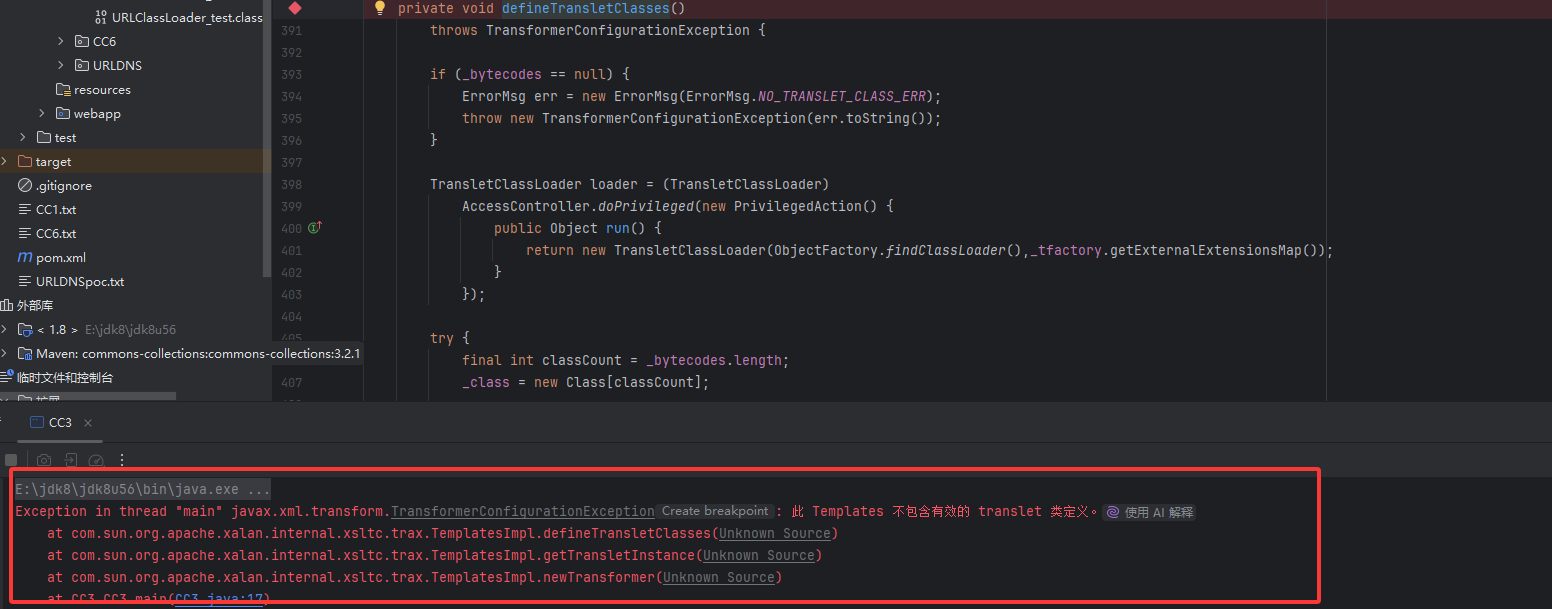 URLClassLoader_test.class
CC6
URLDNS
resources
webapp
test
target
.gitignore
CC1.txt
CC6.txt
pom.xml
URLDNSpoc.txt
外部库
< 1.8 > E:\jdk8\jdk8u56
Maven: commons-collections:commons-collections:3.2.1
临时文件和控制台
扩展
private void defineTransletClasses()
391 throws TransformerConfigurationException {
392
393 if (_bytecodes == null) {
394 ErrorMsg err = new ErrorMsg(ErrorMsg.NO_TRANSLET_CLASS_ERR);
395 throw new TransformerConfigurationException(err.toString());
396 }
397
398 TransletClassLoader loader = (TransletClassLoader)
399 AccessController.doPrivileged(new PrivilegedAction() {
400 public Object run() {
401 return new TransletClassLoader(ObjectFactory.findClassLoader(),_tfactory.getExternalExtensionsMap());
402 }
403 });
404
405 try {
final int classCount = _bytecodes.length;
407 _class = new Class[classCount];
CC3
E:\jdk8\jdk8u56\bin\java.exe ...
Exception in thread "main" javax.xml.transform.TransformerConfigurationException Create breakpoint : 此 Templates 不包含有效的 translet 类定义。 使用 AI 解释
at com.sun.org.apache.xalan.internal.xsltc.trax.TemplatesImpl.defineTransletClasses(Unknown Source)
at com.sun.org.apache.xalan.internal.xsltc.trax.TemplatesImpl.getTransletInstance(Unknown Source)
at com.sun.org.apache.xalan.internal.xsltc.trax.TemplatesImpl.newTransformer(Unknown Source)
at CC3.CC3.main(CC3.java:17)